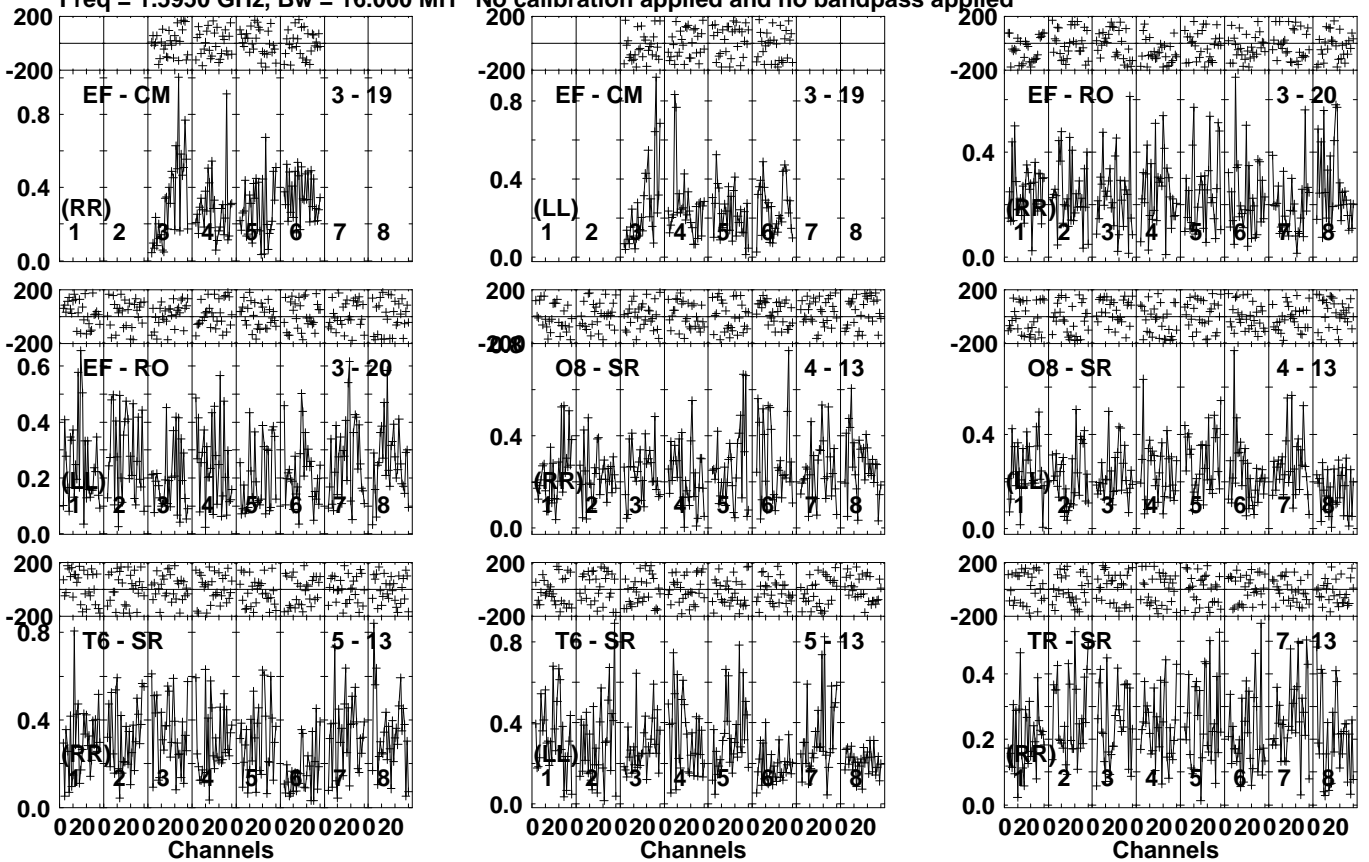 Freq = 1.5950 GHz, Bw = 16.000 MH No calibration applied and no bandpass applied
200 200 200
-200 -200 -200
EF - CM 3 - 19 EF - CM 3 - 19 EF - RO 3 - 20
0.8 0.8
0.4 0.4 0.4
(RR) (LL) (RR)
1 2 3 4 5 6 7 8 1 2 3 4 5 6 7 8 1 2 3 4 5 6 7 8
0.0 0.0 0.0
200 200 200
-200 -200 0.8 -200
EF - RO 3 - 20 O8 - SR 4 - 13 O8 - SR 4 - 13
0.6
0.4 0.4 0.4
0.2
(LL) (RR) (LL)
1 2 3 4 5 6 7 8 1 2 3 4 5 6 7 8 1 2 3 4 5 6 7 8
0.0 0.0 0.0
200 200 200
-200 -200 -200
T6 - SR 5 - 13 T6 - SR 5 - 13 TR - SR 7 - 13
0.8 0.8
0.4 0.4 0.4
0.2
(RR) (LL) (RR)
1 2 3 4 5 6 7 8 1 2 3 4 5 6 7 8 1 2 3 4 5 6 7 8
0.0 0.0 0.0
0 20 0 20 0 20 0 20 0 20 0 20 0 20 0 20 0 20 0 20 0 20 0 20 0 20 0 20 0 20 0 20 0 20 0 20 0 20 0 20 0 20 0 20 0 20 0 20
Channels Channels Channels